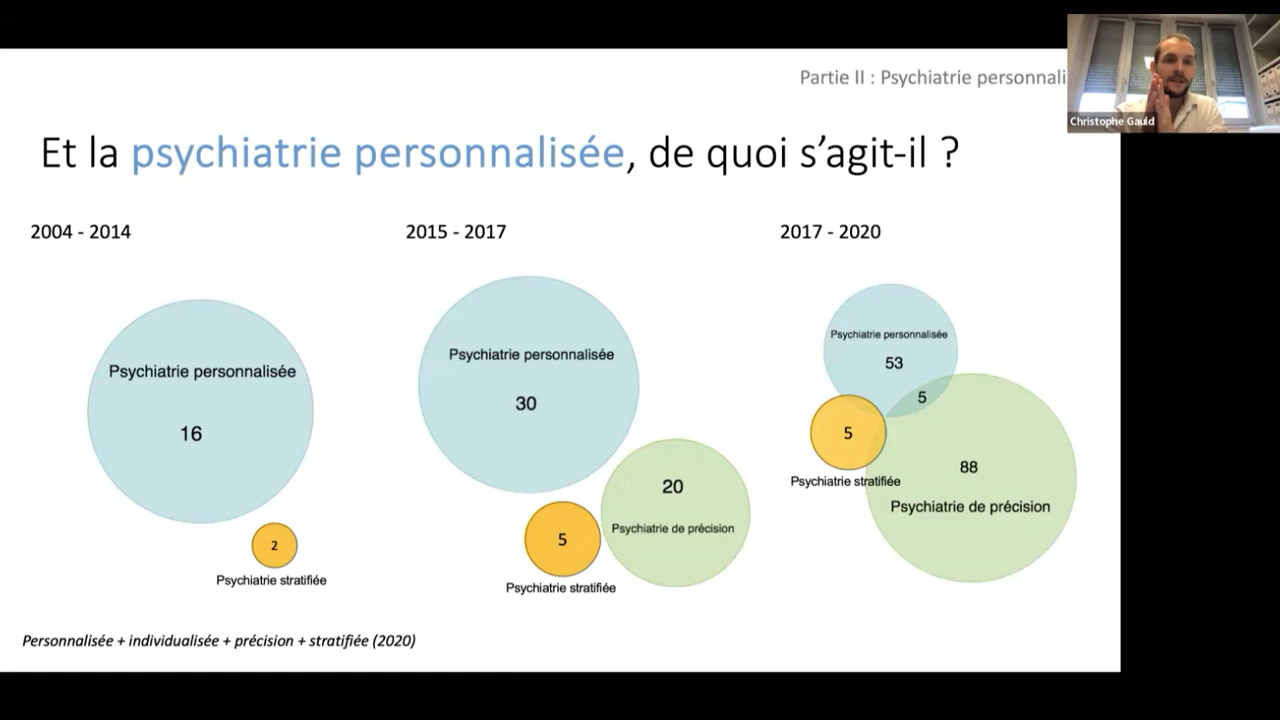 Partie II : Psychiatrie personnali
Christophe Gauld
Et la psychiatrie personnalisée, de quoi s’agit-il ?
2004 - 2014
2015 - 2017
2017 - 2020
Psychiatrie personnalisée
16
2
Psychiatrie stratifiée
Psychiatrie personnalisée
30
20
Psychiatrie de précision
5
Psychiatrie stratifiée
Psychiatrie personnalisée
53
5
5
Psychiatrie stratifiée
88
Psychiatrie de précision
Personnalisée + individualisée + précision + stratifiée (2020)